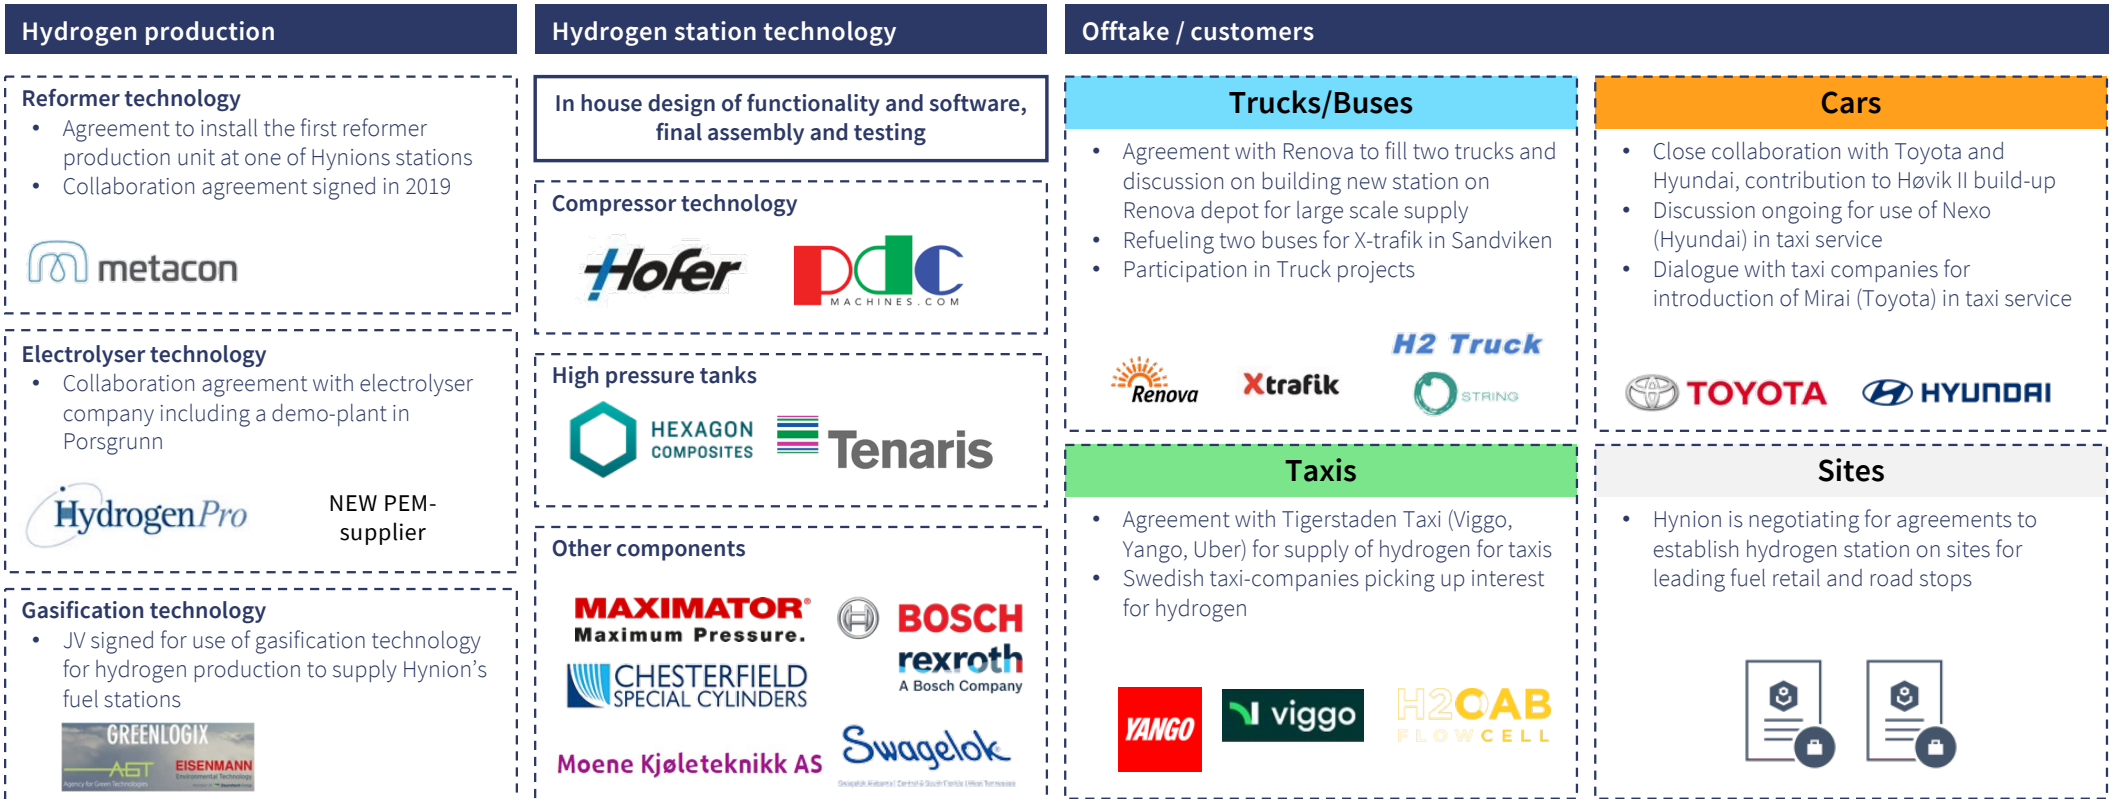 Hydrogen production
Reformer technology
• Agreement to install the first reformer
production unit at one of Hynions stations
• Collaboration agreement signed in 2019
metacon
Electrolyser technology
• Collaboration agreement with electrolyser
company including a demo-plant in
Porsgrunn
HydrogenPro
NEW PEM-
supplier
Gasification technology
• JV signed for use of gasification technology
for hydrogen production to supply Hynion's
fuel stations
GREENLOGIX
AGT
Agency for Green Technologies
EISENMANN
Environmental Technology
Hydrogen station technology
In house design of functionality and software,
final assembly and testing
Compressor technology
Hofer
pdc
MACHINES.COM
High pressure tanks
HEXAGON
COMPOSITES
Tenaris
Other components
MAXIMATOR®
Maximum Pressure.
BOSCH
rexroth
A Bosch Company
CHESTERFIELD
SPECIAL CYLINDERS
Moene Kjøleteknikk AS
Swagelok
Offtake / customers
Trucks/Buses
• Agreement with Renova to fill two trucks and
discussion on building new station on
Renova depot for large scale supply
• Refueling two buses for X-trafik in Sandviken
• Participation in Truck projects
Renova
Xtrafik
H2 Truck
STRING
Cars
• Close collaboration with Toyota and
Hyundai, contribution to Høvik II build-up
• Discussion ongoing for use of Nexo
(Hyundai) in taxi service
• Dialogue with taxi companies for
introduction of Mirai (Toyota) in taxi service
TOYOTA
HYUNDAI
Taxis
• Agreement with Tigerstaden Taxi (Viggo,
Yango, Uber) for supply of hydrogen for taxis
• Swedish taxi-companies picking up interest
for hydrogen
YANGO
viggo
H2CAB
FLOWCELL
Sites
• Hynion is negotiating for agreements to
establish hydrogen station on sites for
leading fuel retail and road stops